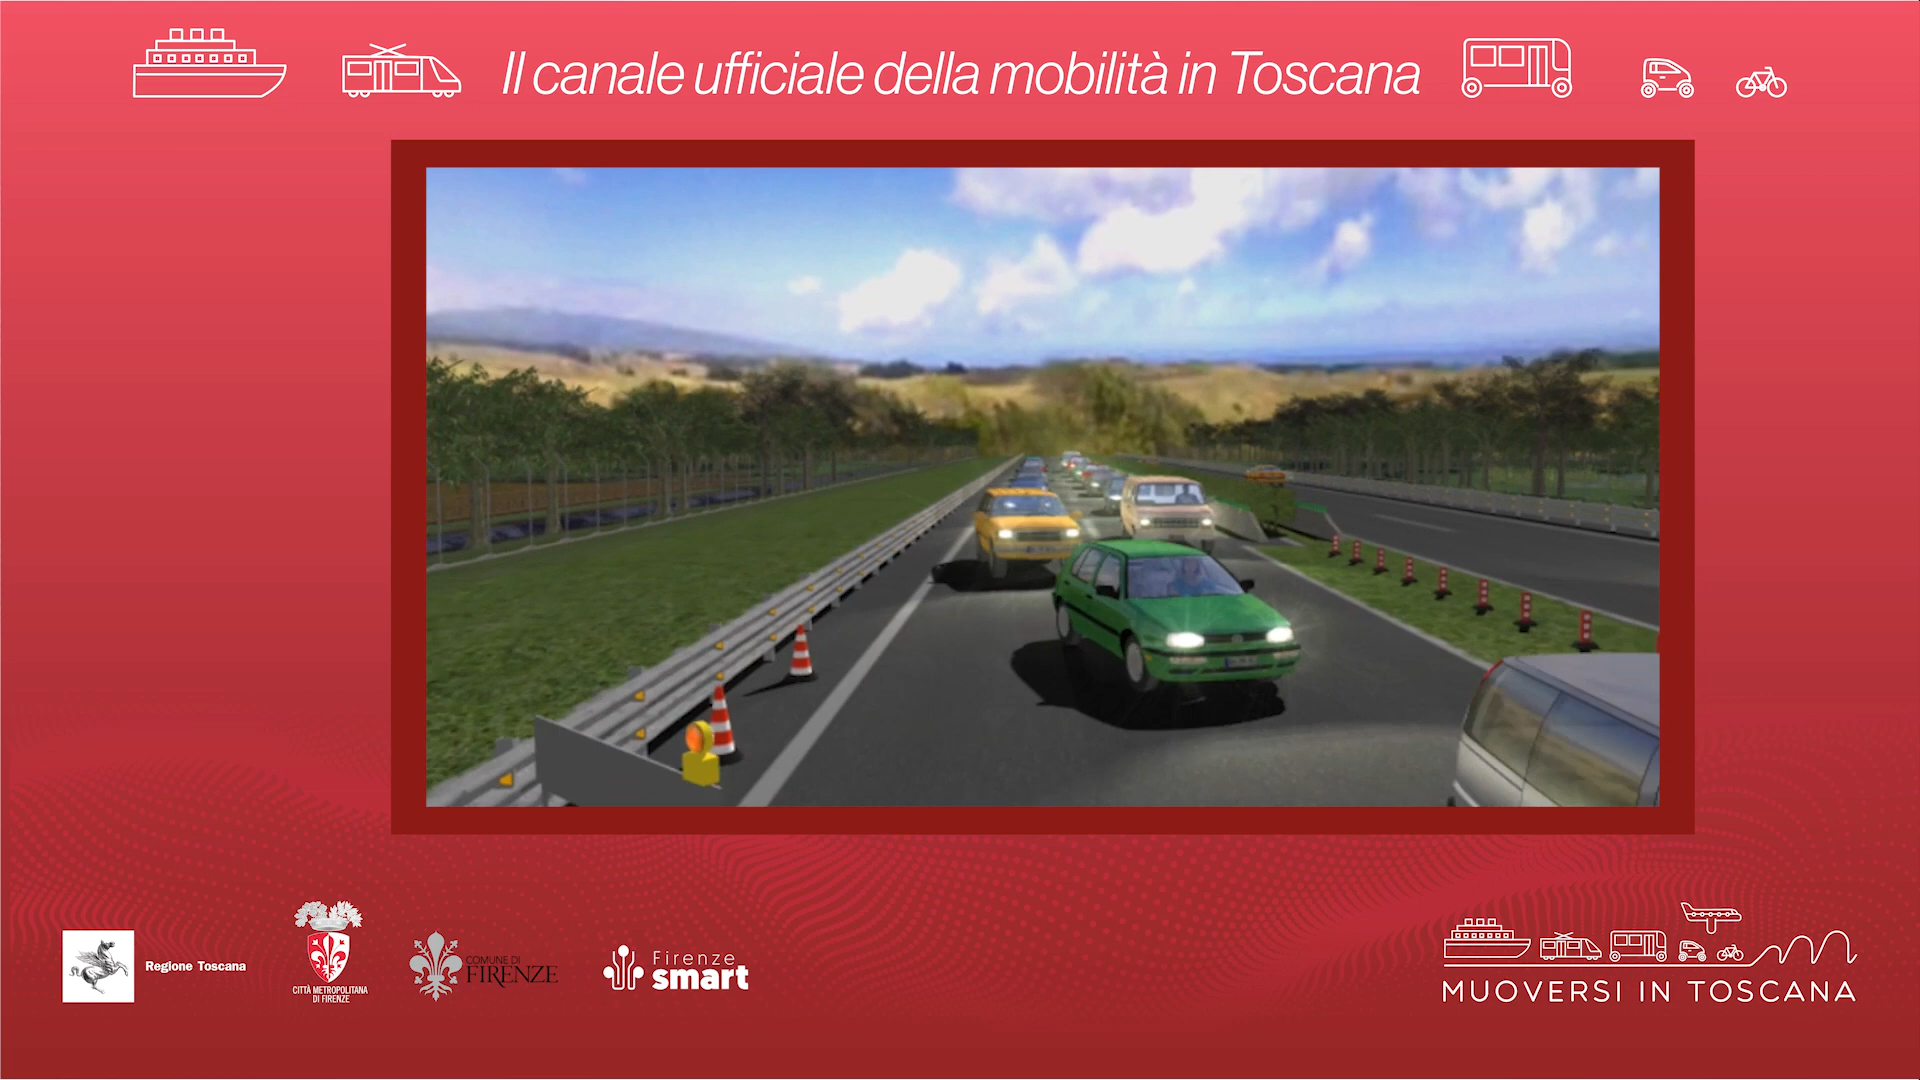 Il canale ufficiale della mobilità in Toscana
Regione Toscana
CITTÀ METROPOLITANA
DI FIRENZE
COMUNE DI
FIRENZE
Firenze
smart
MUOVERSI IN TOSCANA